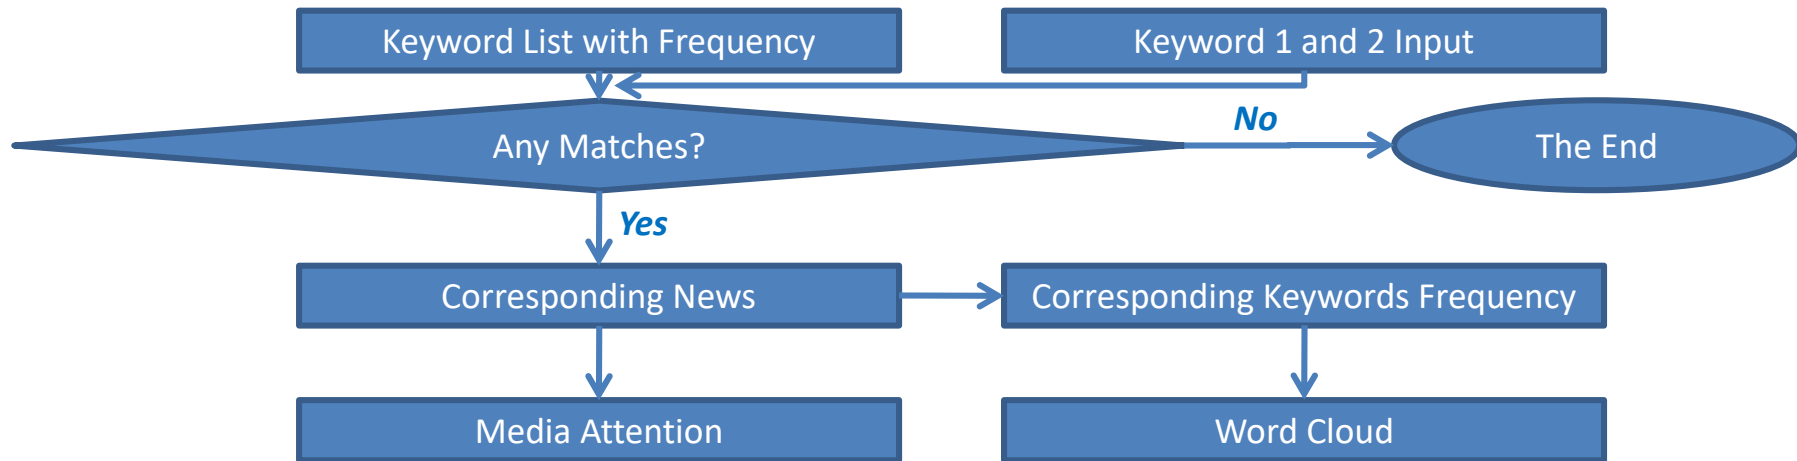 Keyword List with Frequency
Keyword 1 and 2 Input
Any Matches?
No
The End
Yes
Corresponding News
Corresponding Keywords Frequency
Media Attention
Word Cloud